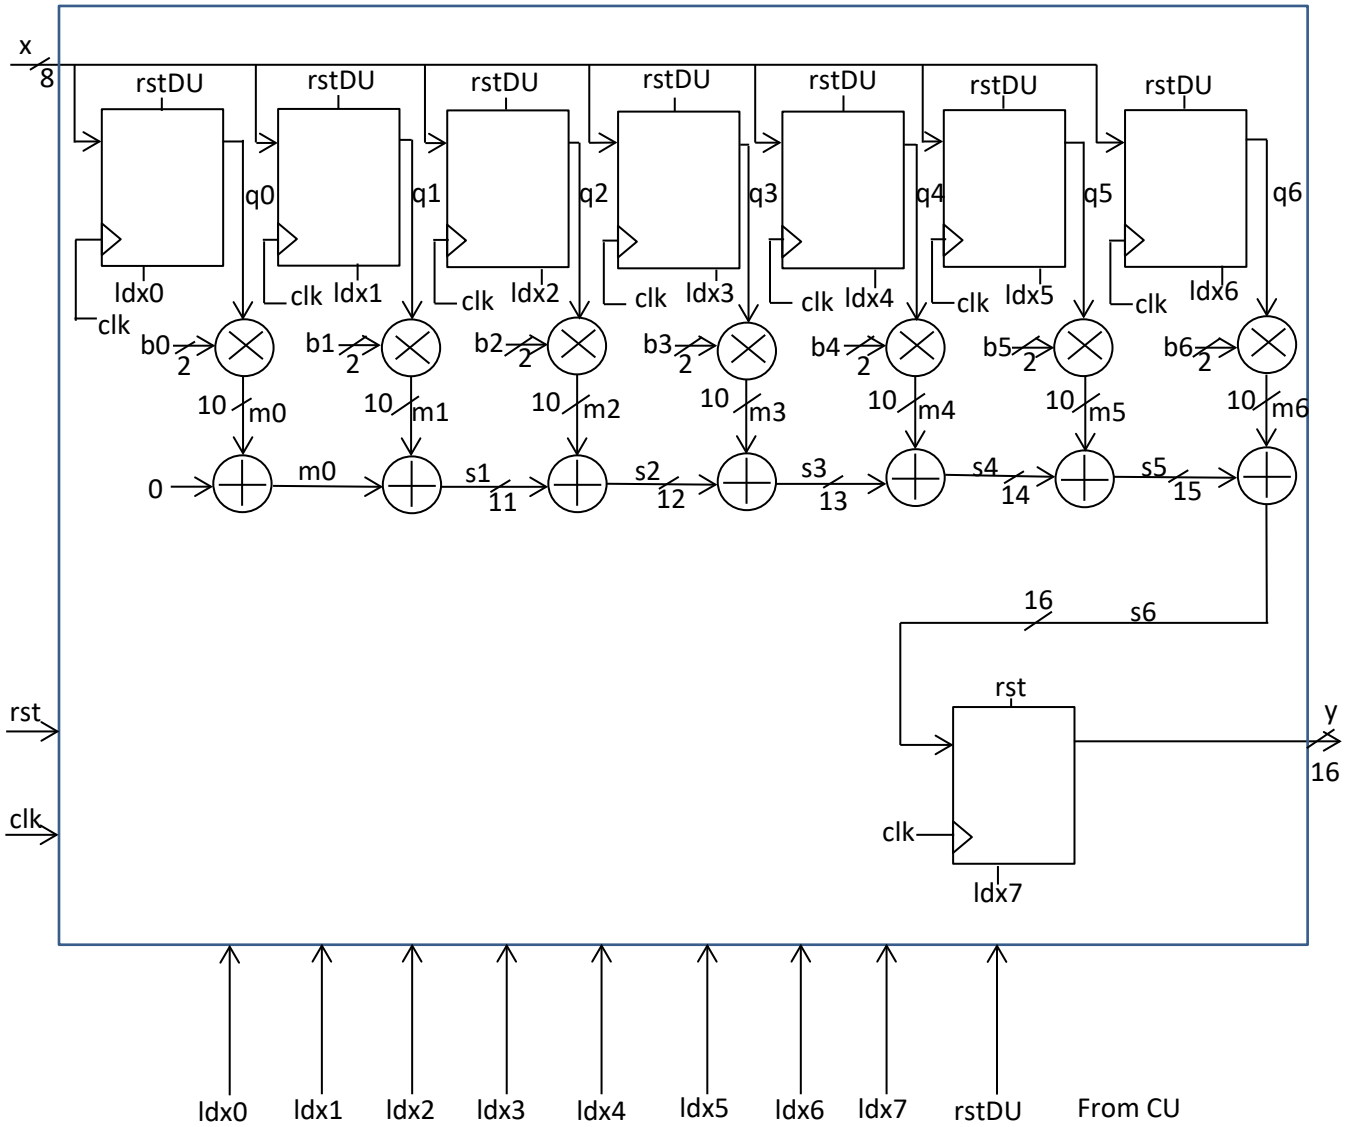 x
8
rstDU rstDU rstDU rstDU rstDU rstDU rstDU
q0 q1 q2 q3 q4 q5 q6
ldx0 ldx1 ldx2 ldx3 ldx4 ldx5 ldx6
clk clk clk clk clk clk clk
b0 b1 b2 b3 b4 b5 b6
2 2 2 2 2 2 2
10 m0 10 m1 10 m2 10 m3 10 m4 10 m5 10 m6
0 m0 s1 s2 s3 s4 s5
11 12 13 14 15
16 s6
rst
rst
y
16
clk
clk
ldx7
ldx0 ldx1 ldx2 ldx3 ldx4 ldx5 ldx6 ldx7 rstDU From CU